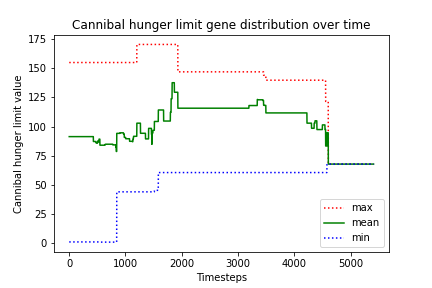 Cannibal hunger limit gene distribution over time
Cannibal hunger limit value
175
150
125
100
75
50
25
0
0 1000 2000 3000 4000 5000
Timesteps
max
mean
min